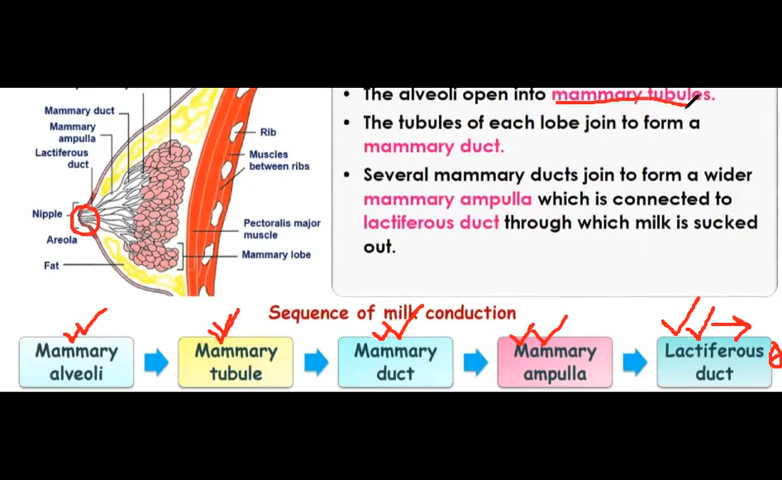 • The alveoli open into mammary tubules.
• The tubules of each lobe join to form a
mammary duct.
• Several mammary ducts join to form a wider
mammary ampulla which is connected to
lactiferous duct through which milk is sucked
out.
Mammary duct
Mammary
ampulla
Lactiferous
duct
Nipple
Areola
Fat
Rib
Muscles
between ribs
Pectoralis major
muscle
Mammary lobe
Sequence of milk conduction
Mammary
alveoli
Mammary
tubule
Mammary
duct
Mammary
ampulla
Lactiferous
duct